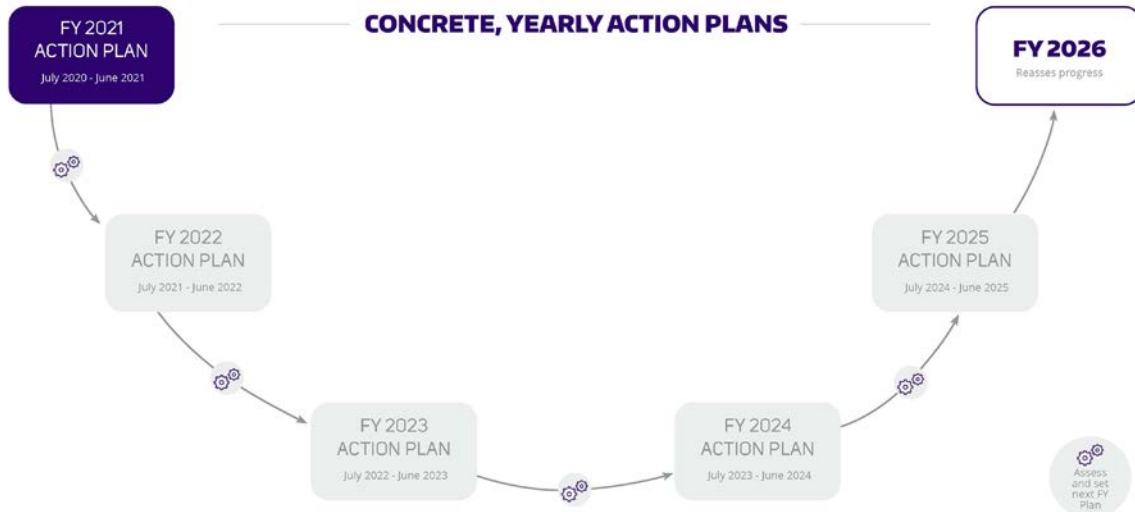 CONCRETE, YEARLY ACTION PLANS
FY 2021
ACTION PLAN
July 2020 - June 2021
FY 2022
ACTION PLAN
July 2021 - June 2022
FY 2023
ACTION PLAN
July 2022 - June 2023
FY 2024
ACTION PLAN
July 2023 - June 2024
FY 2025
ACTION PLAN
July 2024 - June 2025
FY 2026
Reasses progress
Assess
and set
next FY
Plan